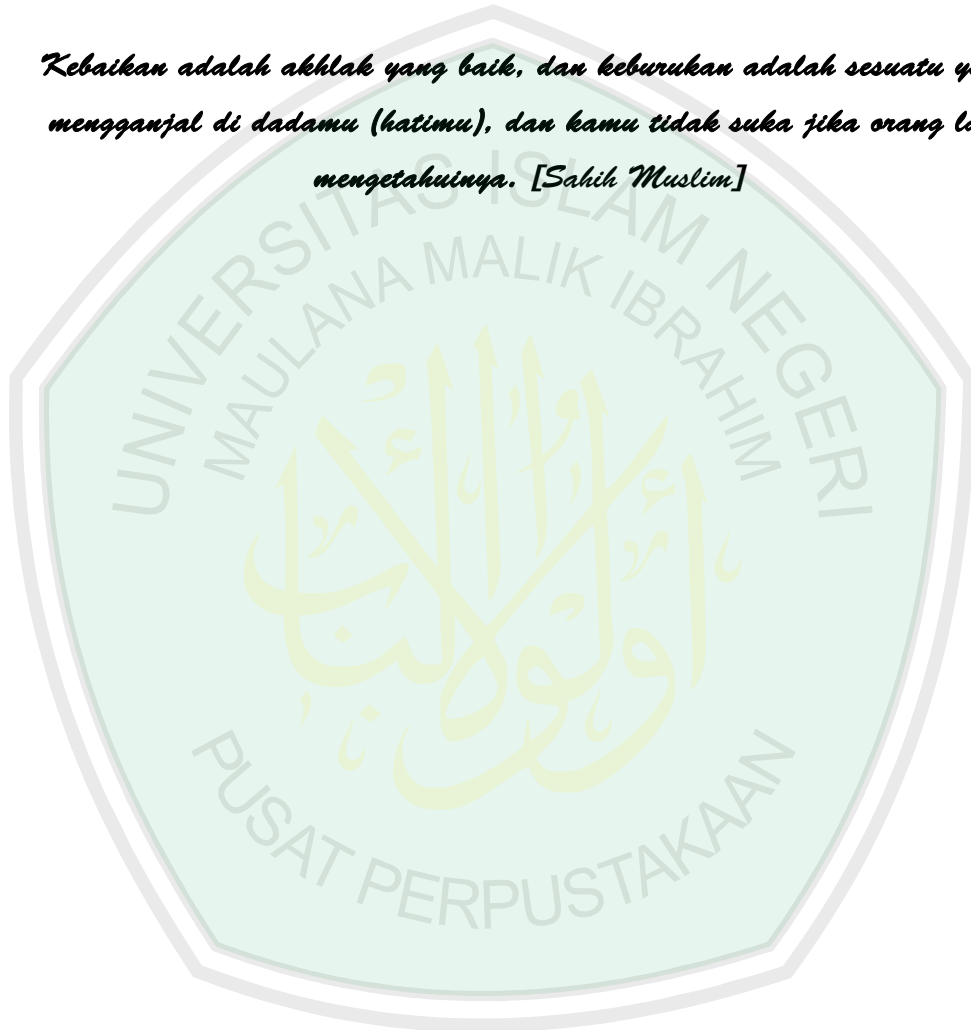 Kebaikan adalah akhlak yang baik, dan keburukan adalah sesuatu
mengganjal di dadamu (hatimu), dan kamu tidak suka jika orang
mengetahuinya. [Sahih Muslim]
UNIVERSITAS ISLAM NEGERI
MAULANA MALIK IBRAHIM
PUSAT PERPUSTAKAAN